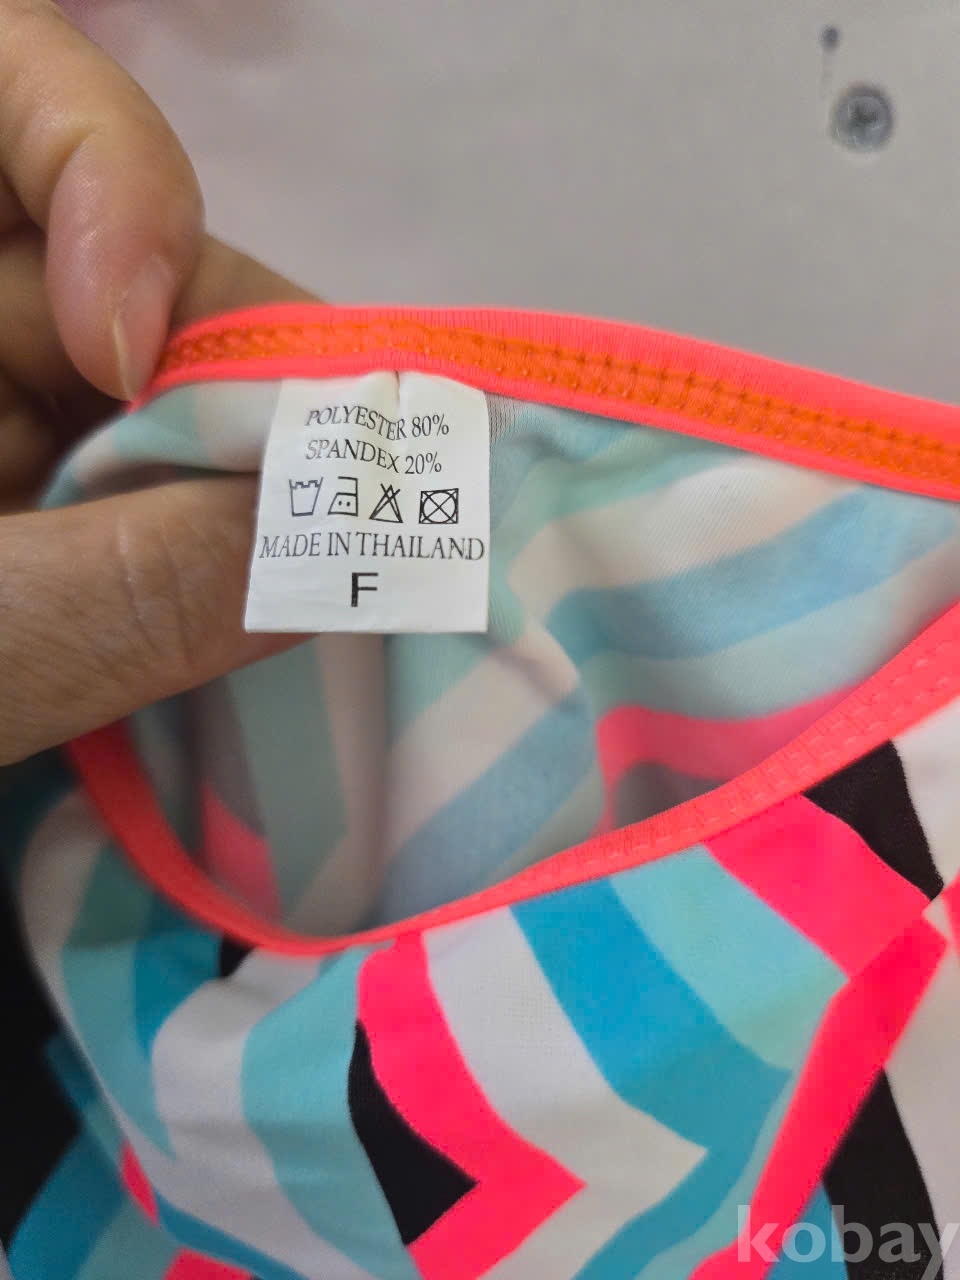 POLYESTER 80%
SPANDEX 20%
MADE IN THAILAND
F
kobay